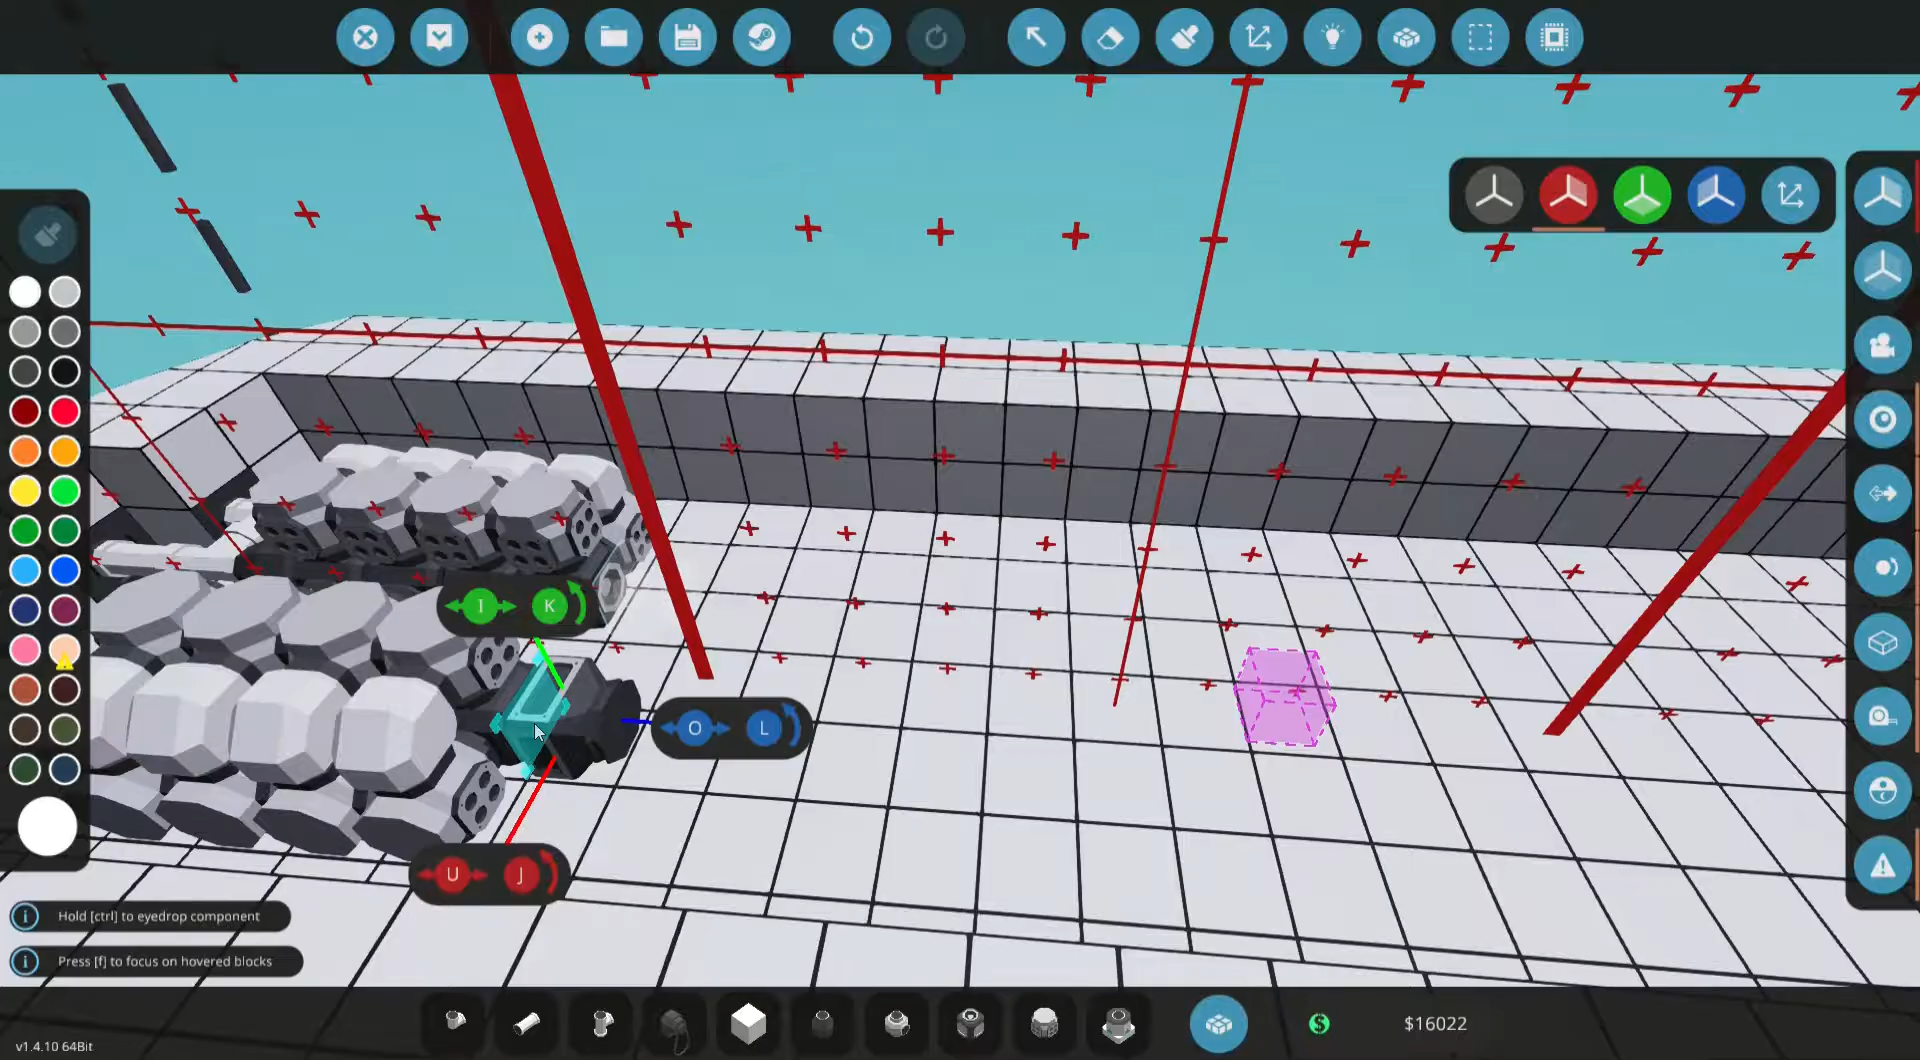 I K
O L
U J
Hold [ctrl] to eyedrop component
Press [f] to focus on hovered blocks
$ $16022
v1.4.10 64Bit